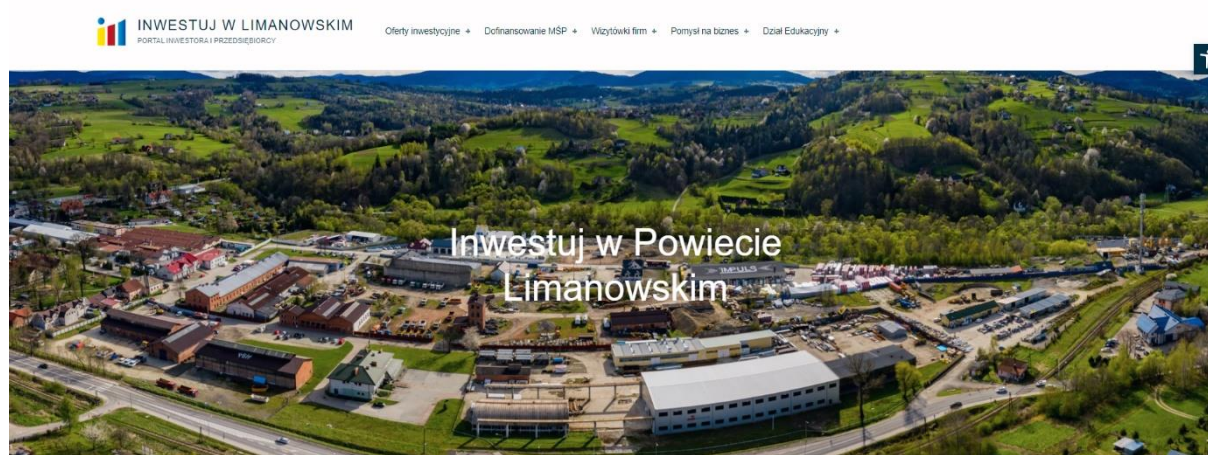 INWESTUJ W LIMANOWSKIM
PORTAL INWESTORA I PRZEDSIĘBIORCY
Oferty inwestycyjne +
Dofinansowanie MŚP +
Wizytówki firm +
Pomysł na biznes +
Dział Edukacyjny +
Inwestuj w Powiecie
Limanowskim
IMPULS